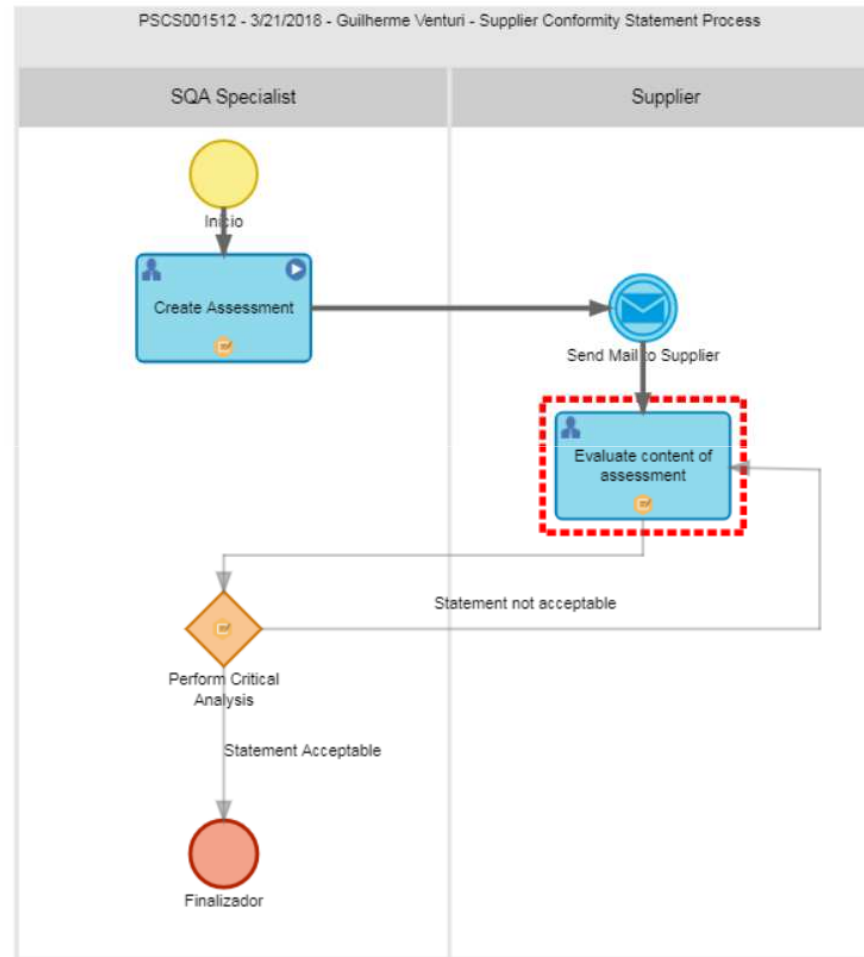 PSCS001512 - 3/21/2018 - Guilherme Venturi - Supplier Conformity Statement Process
SQA Specialist
Supplier
Início
Create Assessment
Send Mail to Supplier
Evaluate content of
assessment
Statement not acceptable
Perform Critical
Analysis
Statement Acceptable
Finalizador